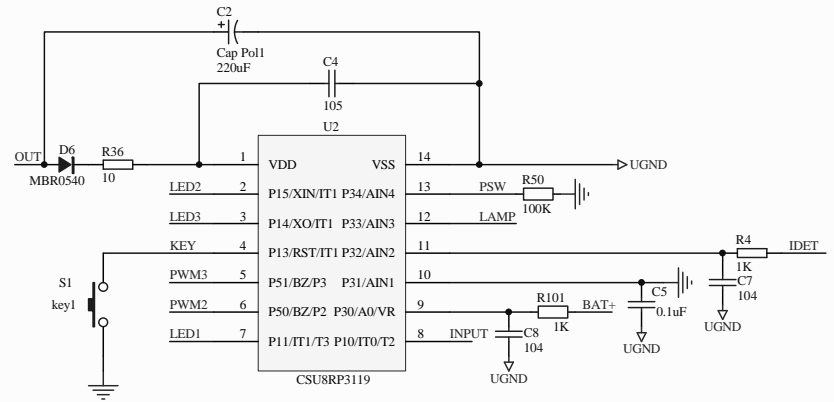 C2
+
Cap Pol1
220uF
C4
105
U2
OUT
D6
MBR0540
R36
10
1 VDD VSS 14
UGND
LED2 2 P15/XIN/IT1 P34/AIN4 13 PSW
R50
100K
LED3 3 P14/XO/IT1 P33/AIN3 12 LAMP
KEY 4 P13/RST/IT1 P32/AIN2 11
R4
1K
IDET
C7
104
UGND
S1
key1
PWM3 5 P51/BZ/P3 P31/AIN1 10
C5
0.1uF
UGND
PWM2 6 P50/BZ/P2 P30/A0/VR 9
R101
1K
BAT+
LED1 7 P11/IT1/T3 P10/IT0/T2 8 INPUT
C8
104
UGND
CSU8RP3119